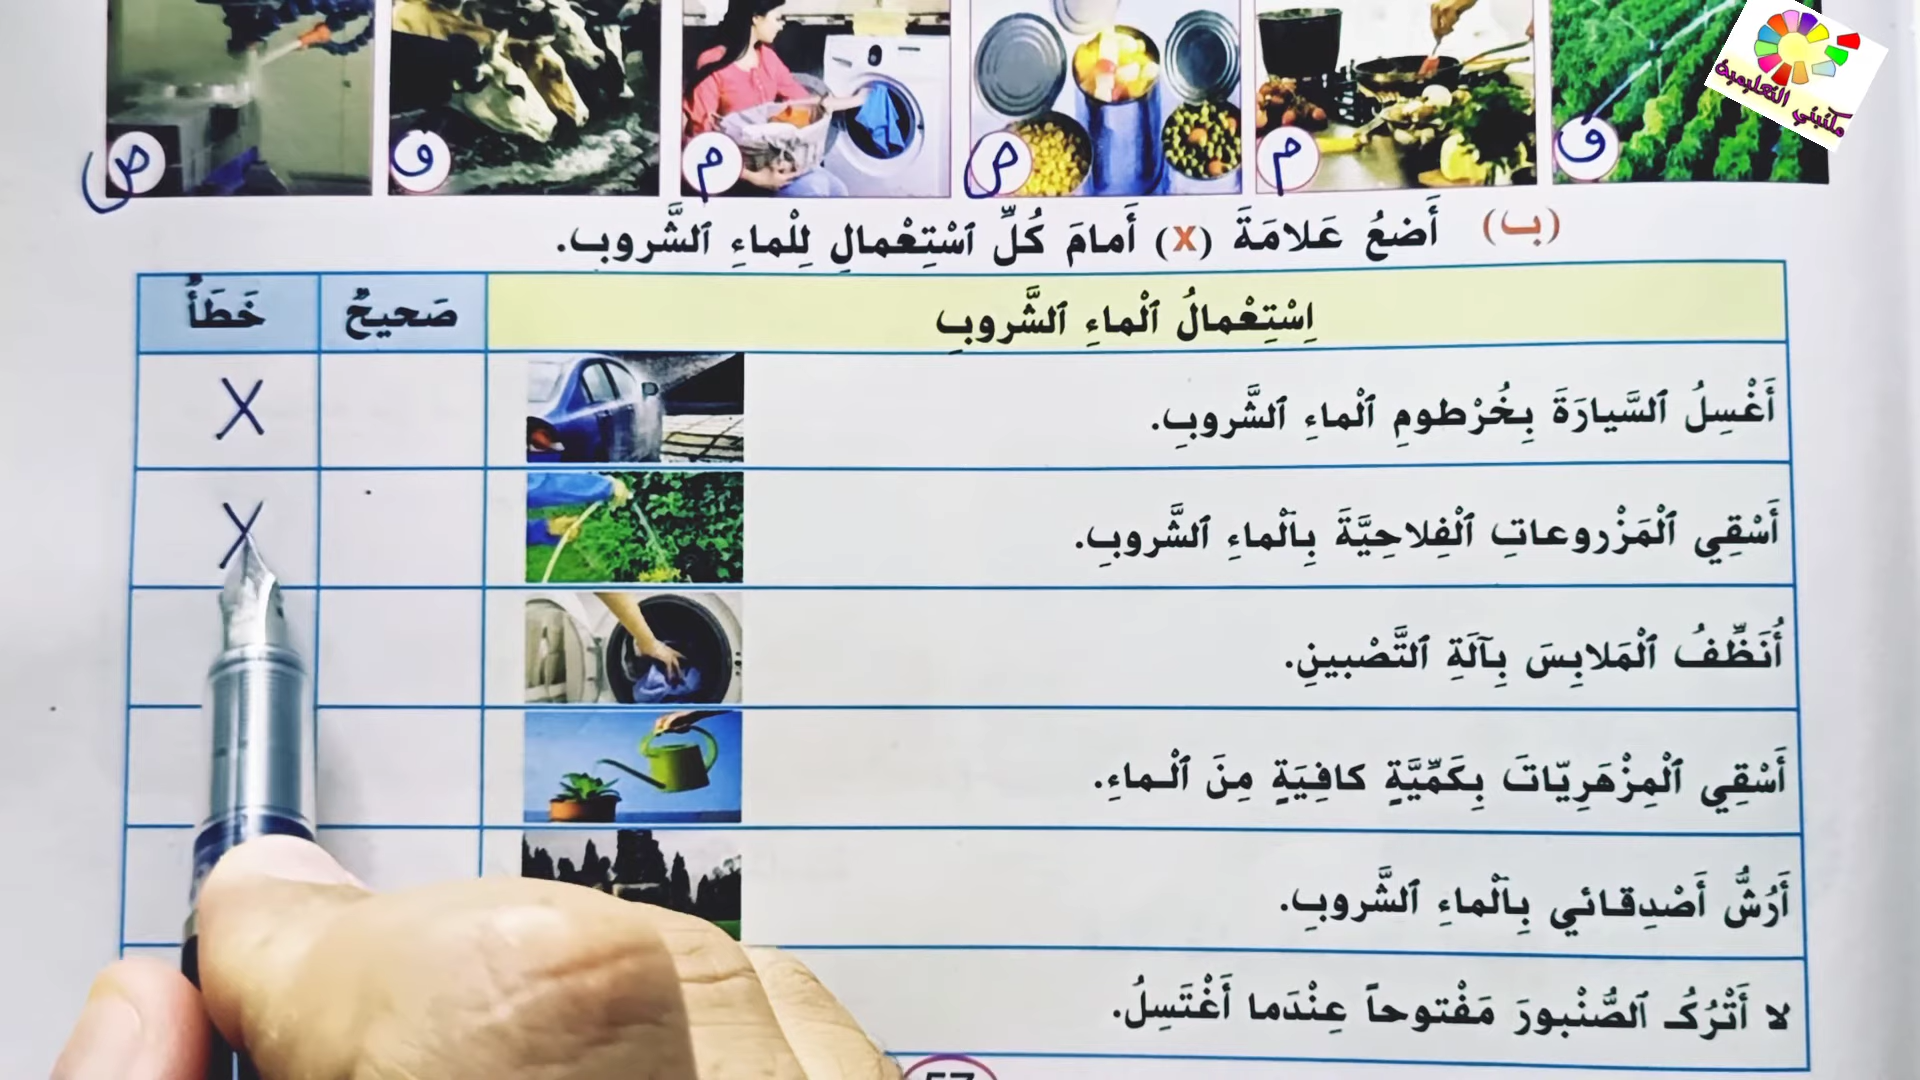 مكتبتي التعليمية
ف م ص م ف ص
(ب) أَضَعُ عَلامَةَ (x) أَمامَ كُلِّ ٱسْتِعْمالٍ لِلْماءِ ٱلشَّروبِ.
اِسْتِعْمالُ ٱلْماءِ ٱلشَّروبِ صَحيحٌ خَطَأٌ
أَغْسِلُ ٱلسَّيارَةَ بِخُرْطومِ ٱلْماءِ ٱلشَّروبِ. X
أَسْقِي ٱلْمَزْروعاتِ ٱلْفِلاحِيَّةَ بِٱلْماءِ ٱلشَّروبِ. X
أُنَظِّفُ ٱلْمَلابِسَ بِآلَةِ ٱلتَّصْبينِ.
أَسْقِي ٱلْمِزْهَرِيّاتَ بِكَمِّيَّةٍ كافِيَةٍ مِنَ ٱلْماءِ.
أَرُشُّ أَصْدِقائي بِٱلْماءِ ٱلشَّروبِ.
لا أَتْرُكُ ٱلصُّنْبورَ مَفْتوحاً عِنْدَما أَغْتَسِلُ.
57